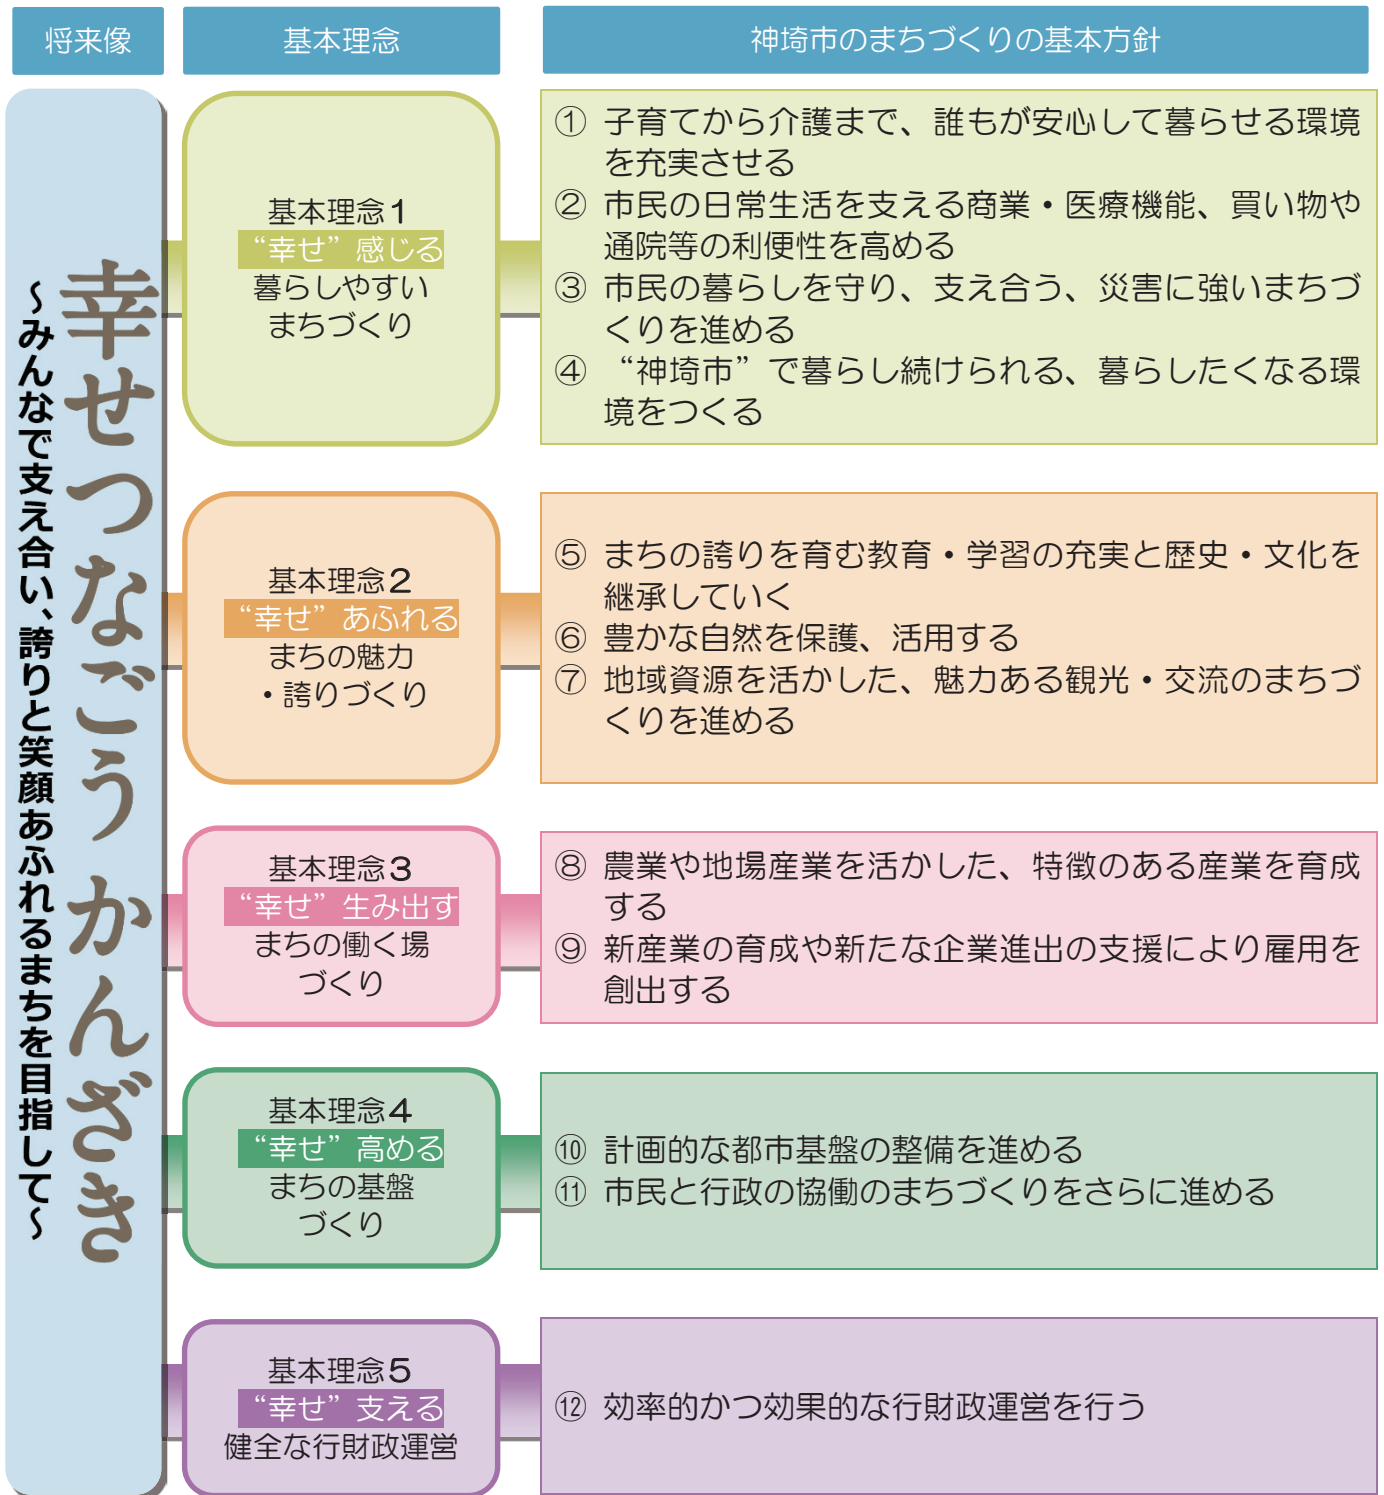 将来像
基本理念
神埼市のまちづくりの基本方針
幸せつなごう かんざき
～みんなで支え合い、誇りと笑顔あふれるまちを目指して～
基本理念1
“幸せ”感じる
暮らしやすい
まちづくり
① 子育てから介護まで、誰もが安心して暮らせる環境
を充実させる
② 市民の日常生活を支える商業・医療機能、買い物や
通院等の利便性を高める
③ 市民の暮らしを守り、支え合う、災害に強いまちづ
くりを進める
④ “神埼市”で暮らし続けられる、暮らしたくなる環
境をつくる
基本理念2
“幸せ”あふれる
まちの魅力
・誇りづくり
⑤ まちの誇りを育む教育・学習の充実と歴史・文化を
継承していく
⑥ 豊かな自然を保護、活用する
⑦ 地域資源を活かした、魅力ある観光・交流のまちづ
くりを進める
基本理念3
“幸せ”生み出す
まちの働く場
づくり
⑧ 農業や地場産業を活かした、特徴のある産業を育成
する
⑨ 新産業の育成や新たな企業進出の支援により雇用を
創出する
基本理念4
“幸せ”高める
まちの基盤
づくり
⑩ 計画的な都市基盤の整備を進める
⑪ 市民と行政の協働のまちづくりをさらに進める
基本理念5
“幸せ”支える
健全な行財政運営
⑫ 効率的かつ効果的な行財政運営を行う